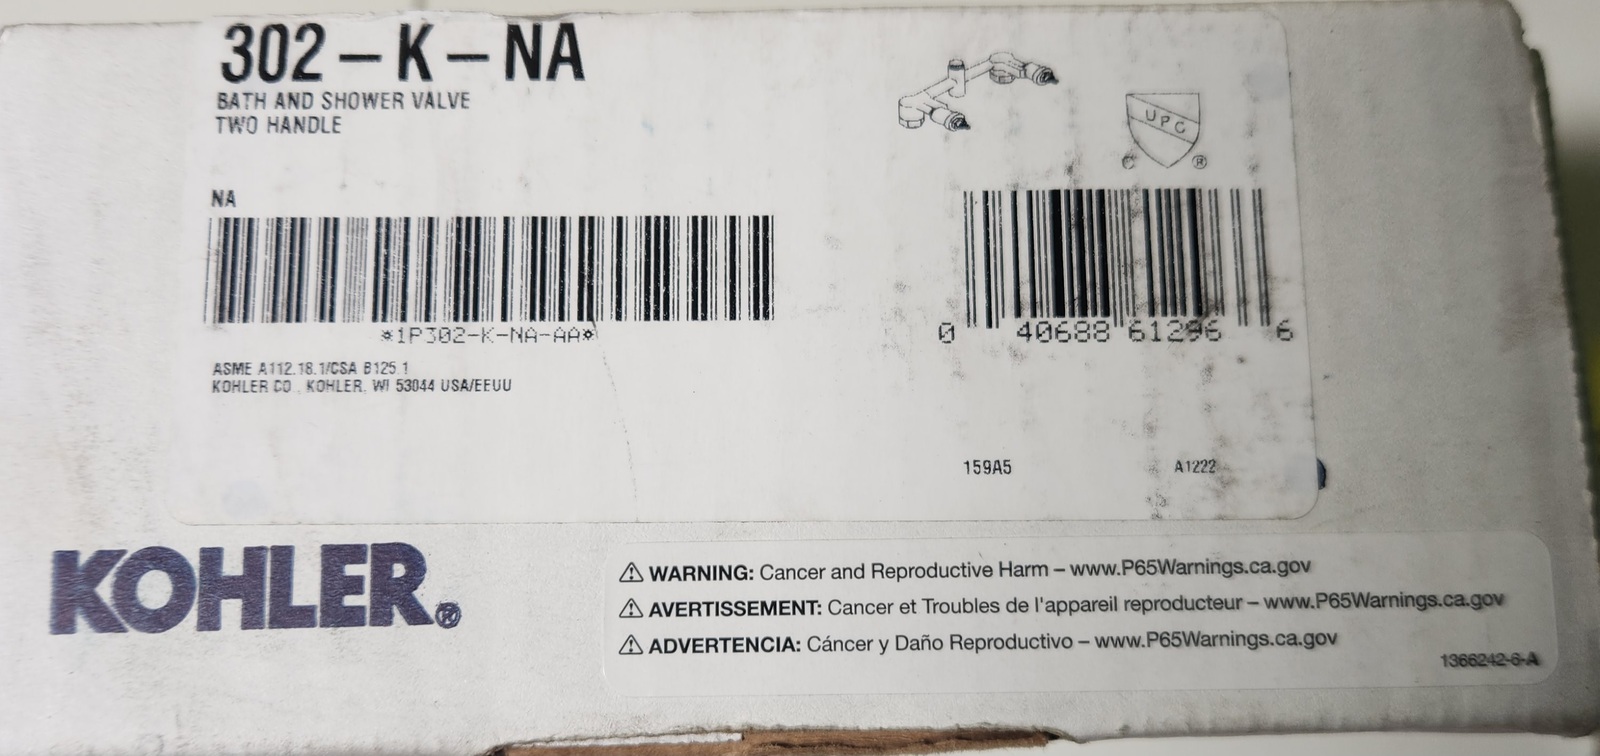 302-K-NA
BATH AND SHOWER VALVE
TWO HANDLE
UPC
C ®
NA
*1P302-K-NA-AA*
0 40688 61296 6
ASME A112.18.1/CSA B125.1
KOHLER CO., KOHLER, WI 53044 USA/EEUU
159A5 A1222
KOHLER®
⚠ WARNING: Cancer and Reproductive Harm – www.P65Warnings.ca.gov
⚠ AVERTISSEMENT: Cancer et Troubles de l'appareil reproducteur – www.P65Warnings.ca.gov
⚠ ADVERTENCIA: Cáncer y Daño Reproductivo – www.P65Warnings.ca.gov
1366242-6-A